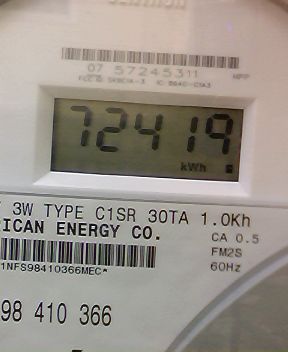 07 57245311
72419
kWh
3W TYPE C1SR 30TA 1.0Kh
RICAN ENERGY CO.
CA 0.5
FM2S
60Hz
1NFS98410366MEC*
98 410 366